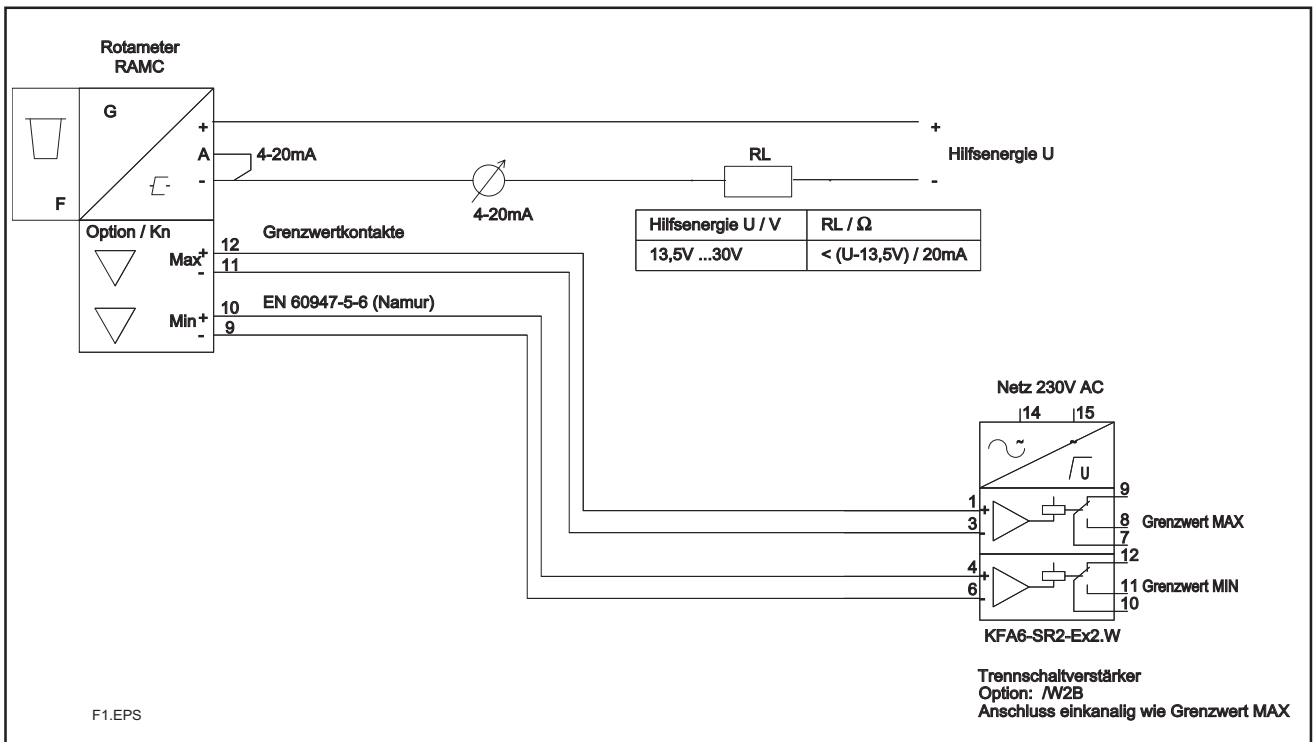 Rotameter
RAMC
G
F
+
A
-
4-20mA
4-20mA
RL
+
Hilfsenergie U
-
Hilfsenergie U / V RL / Ω
13,5V ...30V < (U-13,5V) / 20mA
Option / Kn
Max + 12 Grenzwertkontakte
- 11
Min + 10 EN 60947-5-6 (Namur)
- 9
Netz 230V AC
14 15
~ ~
U
1 + 9
3 - 8 Grenzwert MAX
7
4 + 12
6 - 11 Grenzwert MIN
10
KFA6-SR2-Ex2.W
Trennschaltverstärker
Option: /W2B
Anschluss einkanalig wie Grenzwert MAX
F1.EPS